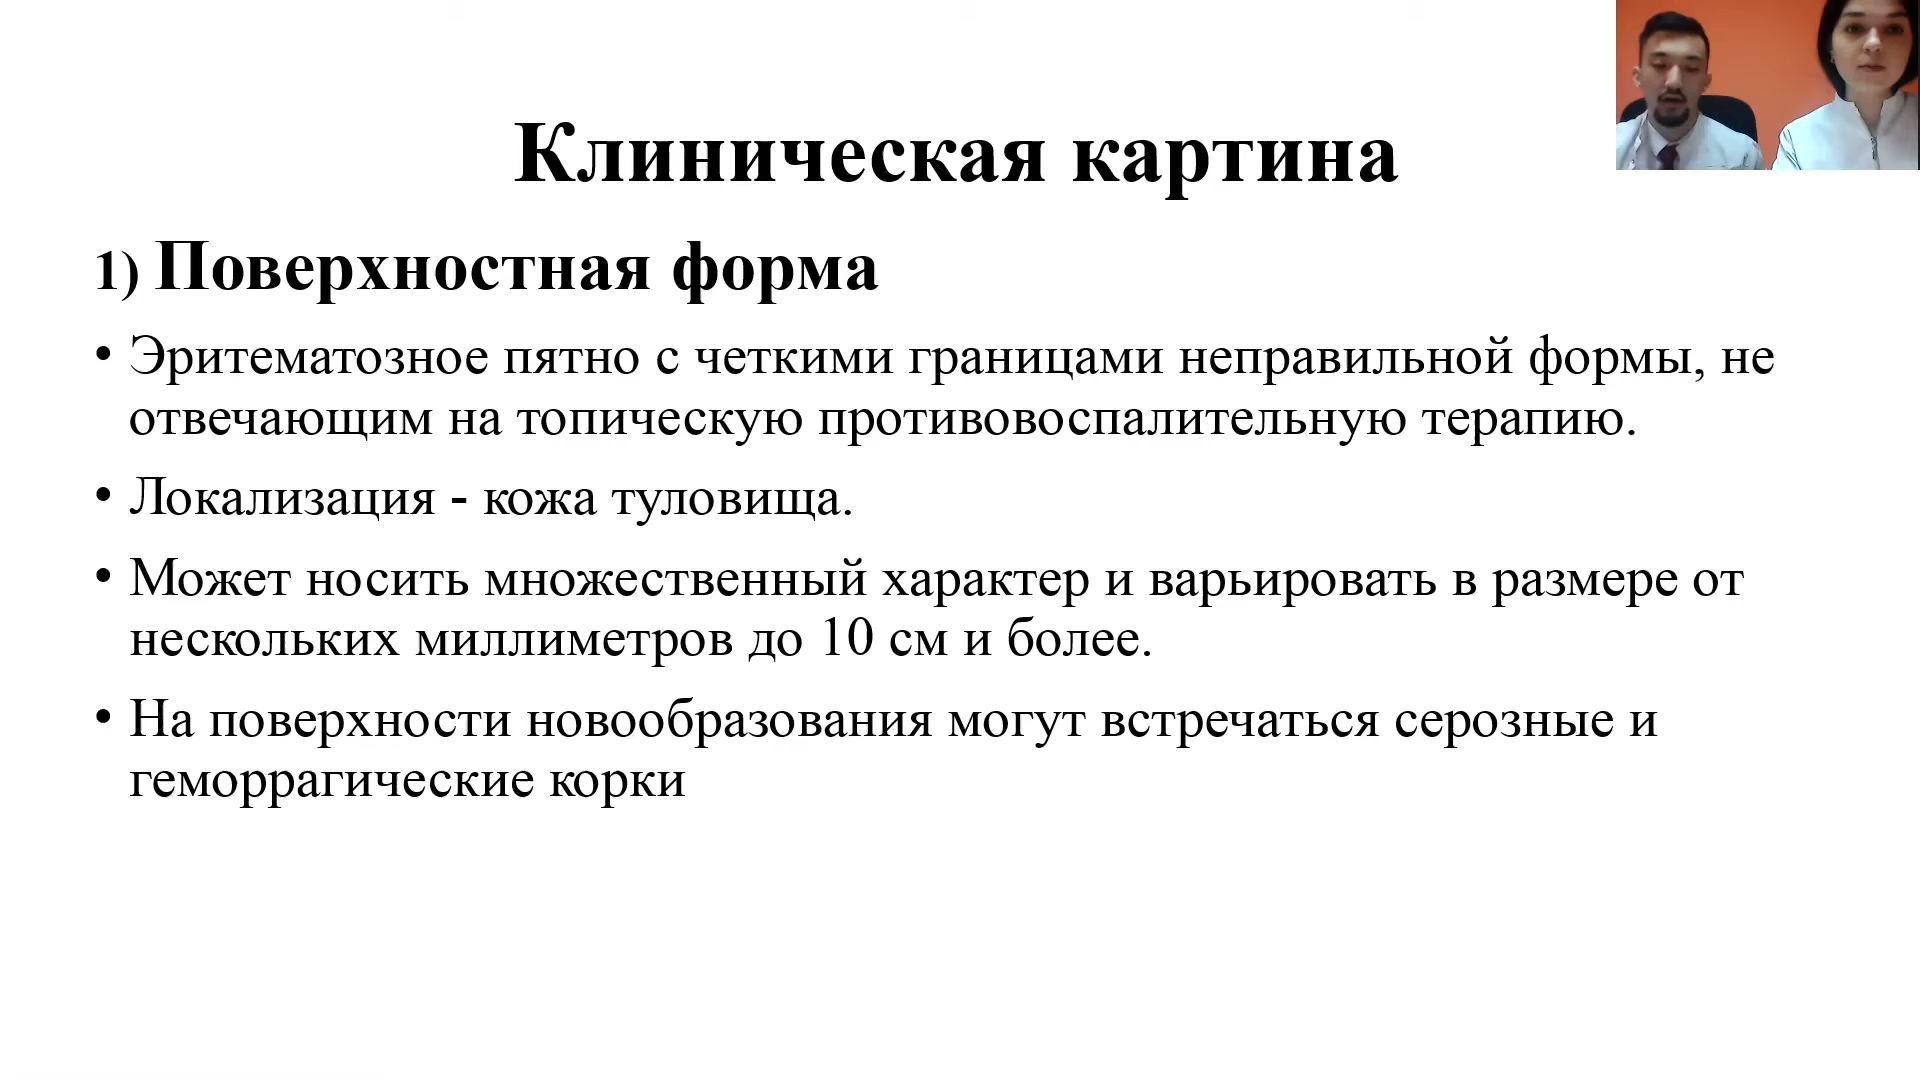 Клиническая картина
1) Поверхностная форма
• Эритематозное пятно с четкими границами неправильной формы, не
отвечающим на топическую противовоспалительную терапию.
• Локализация - кожа туловища.
• Может носить множественный характер и варьировать в размере от
нескольких миллиметров до 10 см и более.
• На поверхности новообразования могут встречаться серозные и
геморрагические корки